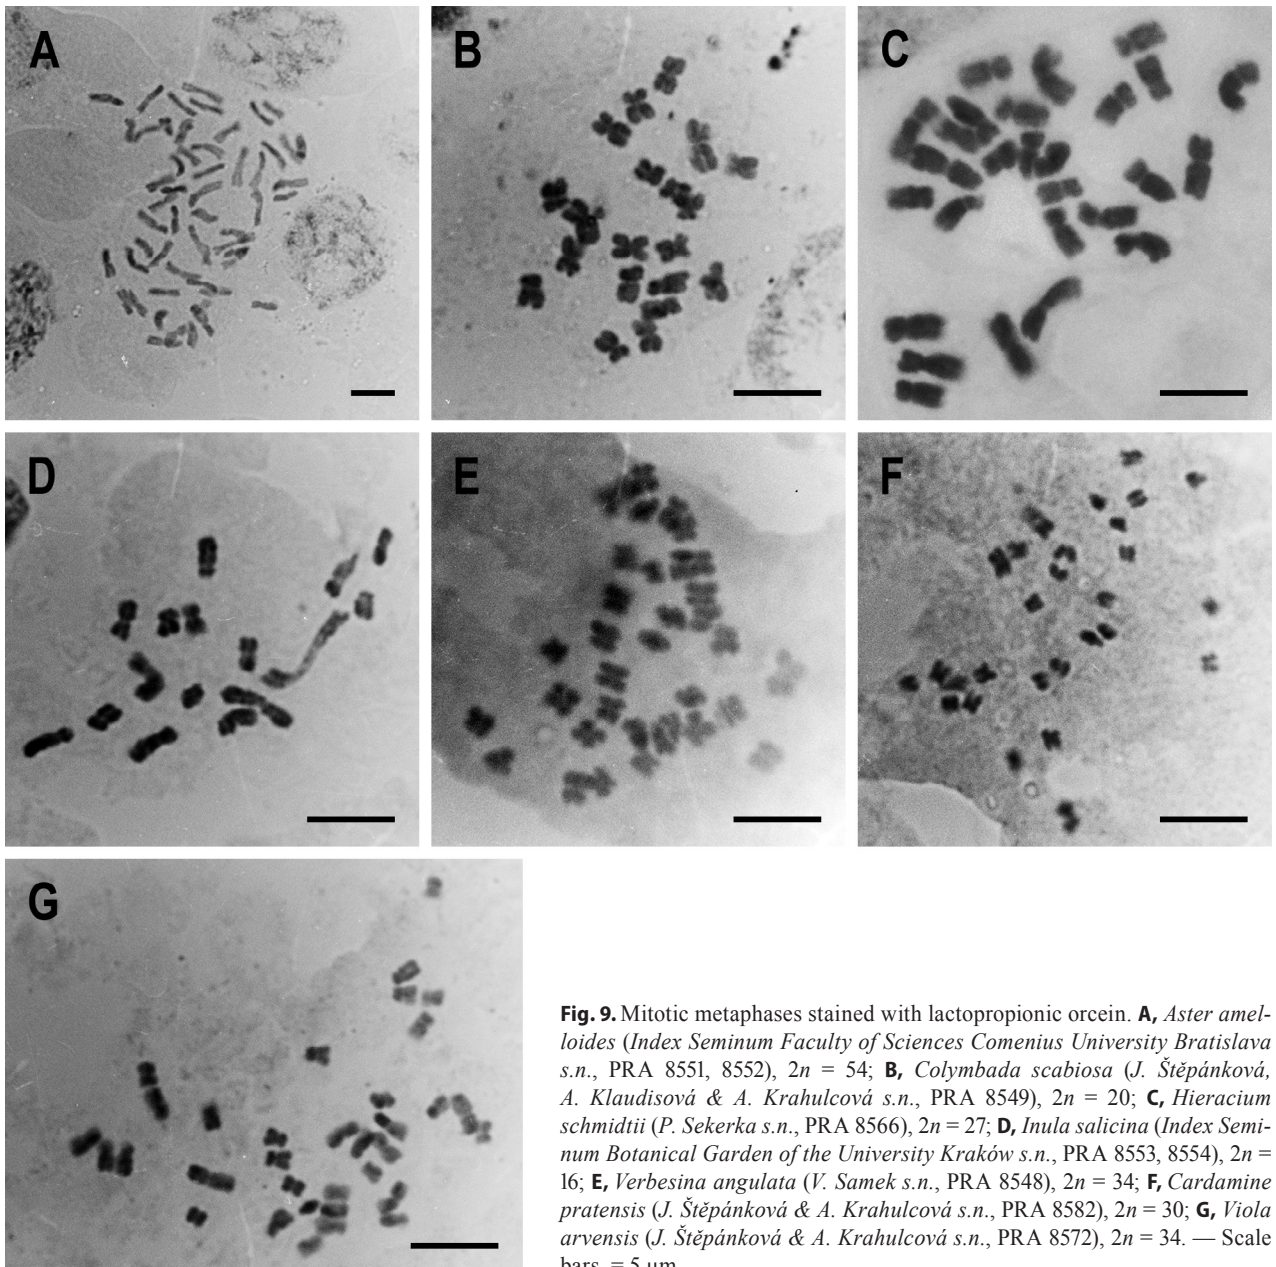 A
B
C
D
E
F
G
Fig. 9. Mitotic metaphases stained with lactopropionic orcein. A, Aster amel-
loides (Index Seminum Faculty of Sciences Comenius University Bratislava
s.n., PRA 8551, 8552), 2n = 54; B, Colymbada scabiosa (J. Štěpánková,
A. Klaudisová & A. Krahulcová s.n., PRA 8549), 2n = 20; C, Hieracium
schmidtii (P. Sekerka s.n., PRA 8566), 2n = 27; D, Inula salicina (Index Semi-
num Botanical Garden of the University Kraków s.n., PRA 8553, 8554), 2n =
16; E, Verbesina angulata (V. Samek s.n., PRA 8548), 2n = 34; F, Cardamine
pratensis (J. Štěpánková & A. Krahulcová s.n., PRA 8582), 2n = 30; G, Viola
arvensis (J. Štěpánková & A. Krahulcová s.n., PRA 8572), 2n = 34. — Scale
bars = 5 µm